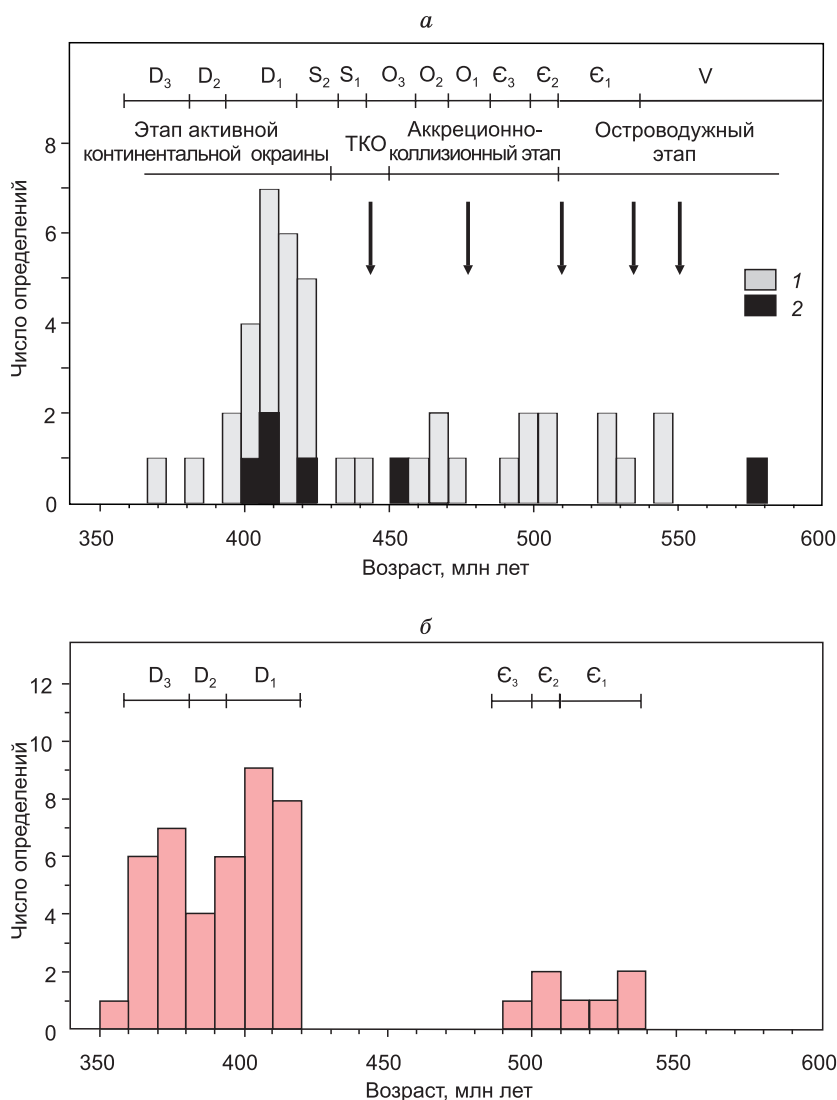 а
D₃ D₂ D₁ S₂ S₁ O₃ O₂ O₁ Є₃ Є₂ Є₁ V
Этап активной континентальной окраины
ТКО
Аккреционно-коллизионный этап
Островодужный этап
Число определений
8
6
4
2
0
1
2
350 400 450 500 550 600
Возраст, млн лет
б
D₃ D₂ D₁ Є₃ Є₂ Є₁
Число определений
12
10
8
6
4
2
0
350 400 450 500 550 600
Возраст, млн лет